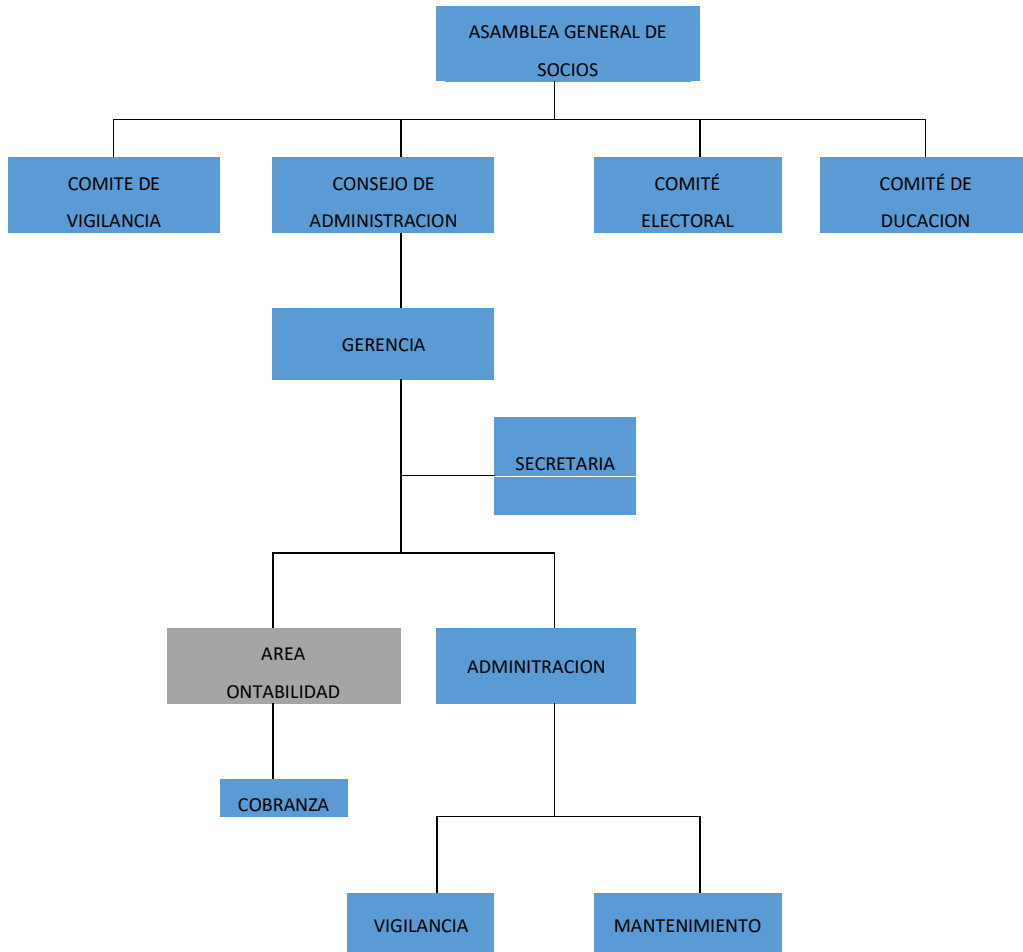 ASAMBLEA GENERAL DE
SOCIOS
COMITE DE
VIGILANCIA
CONSEJO DE
ADMINISTRACION
COMITÉ
ELECTORAL
COMITÉ DE
DUCACION
GERENCIA
SECRETARIA
AREA
ONTABILIDAD
ADMINITRACION
COBRANZA
VIGILANCIA
MANTENIMIENTO